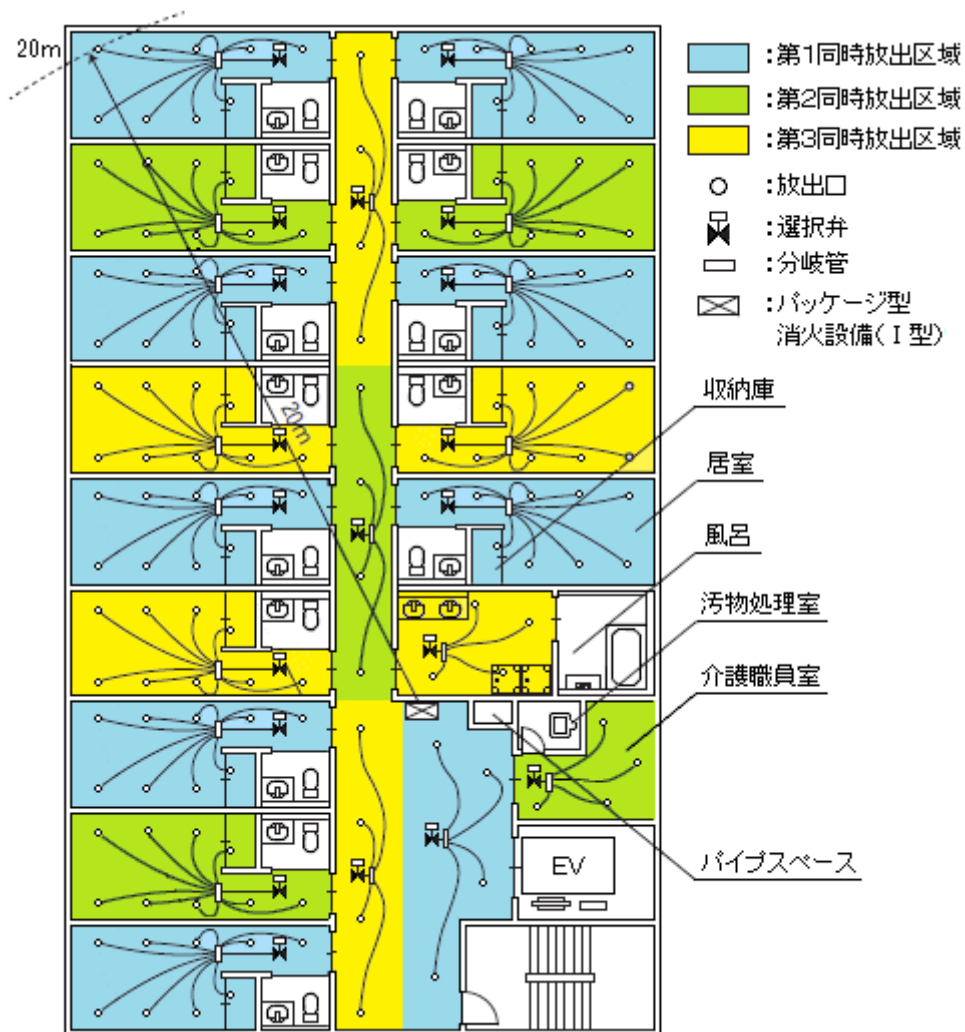 20m
20m
:第1同時放出区域
:第2同時放出区域
:第3同時放出区域
:放出口
:選択弁
:分岐管
:パッケージ型
消火設備(Ⅰ型)
収納庫
居室
風呂
汚物処理室
介護職員室
パイプスペース
EV